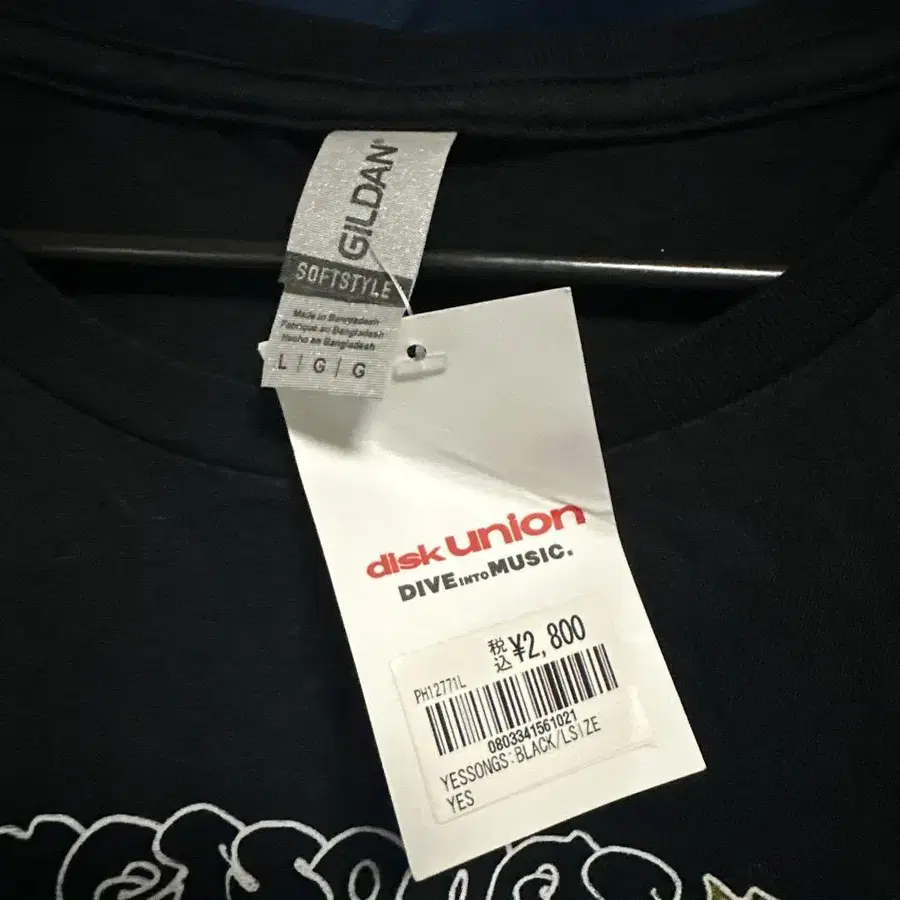 GILDAN®
SOFTSTYLE
Made in Bangladesh
Fabriqué au Bangladesh
Hecho en Bangladesh
L | G | G
disk union
DIVE INTO MUSIC.
税込 ¥2,800
PH12771L
0803341561021
YESSONGS:BLACK/LSIZE
YES
yessongs